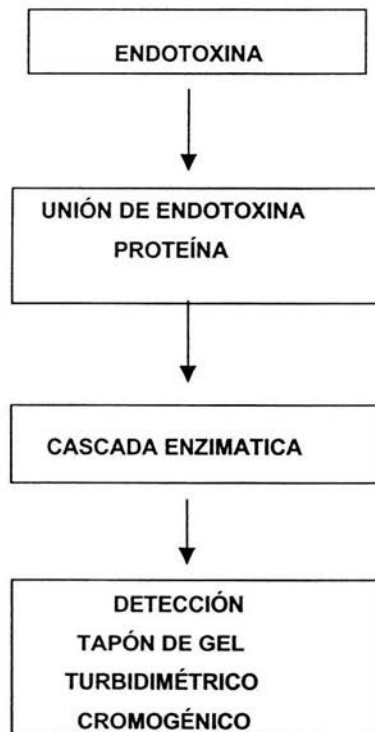 ENDOTOXINA
UNIÓN DE ENDOTOXINA
PROTEÍNA
CASCADA ENZIMATICA
DETECCIÓN
TAPÓN DE GEL
TURBIDIMÉTRICO
CROMOGÉNICO